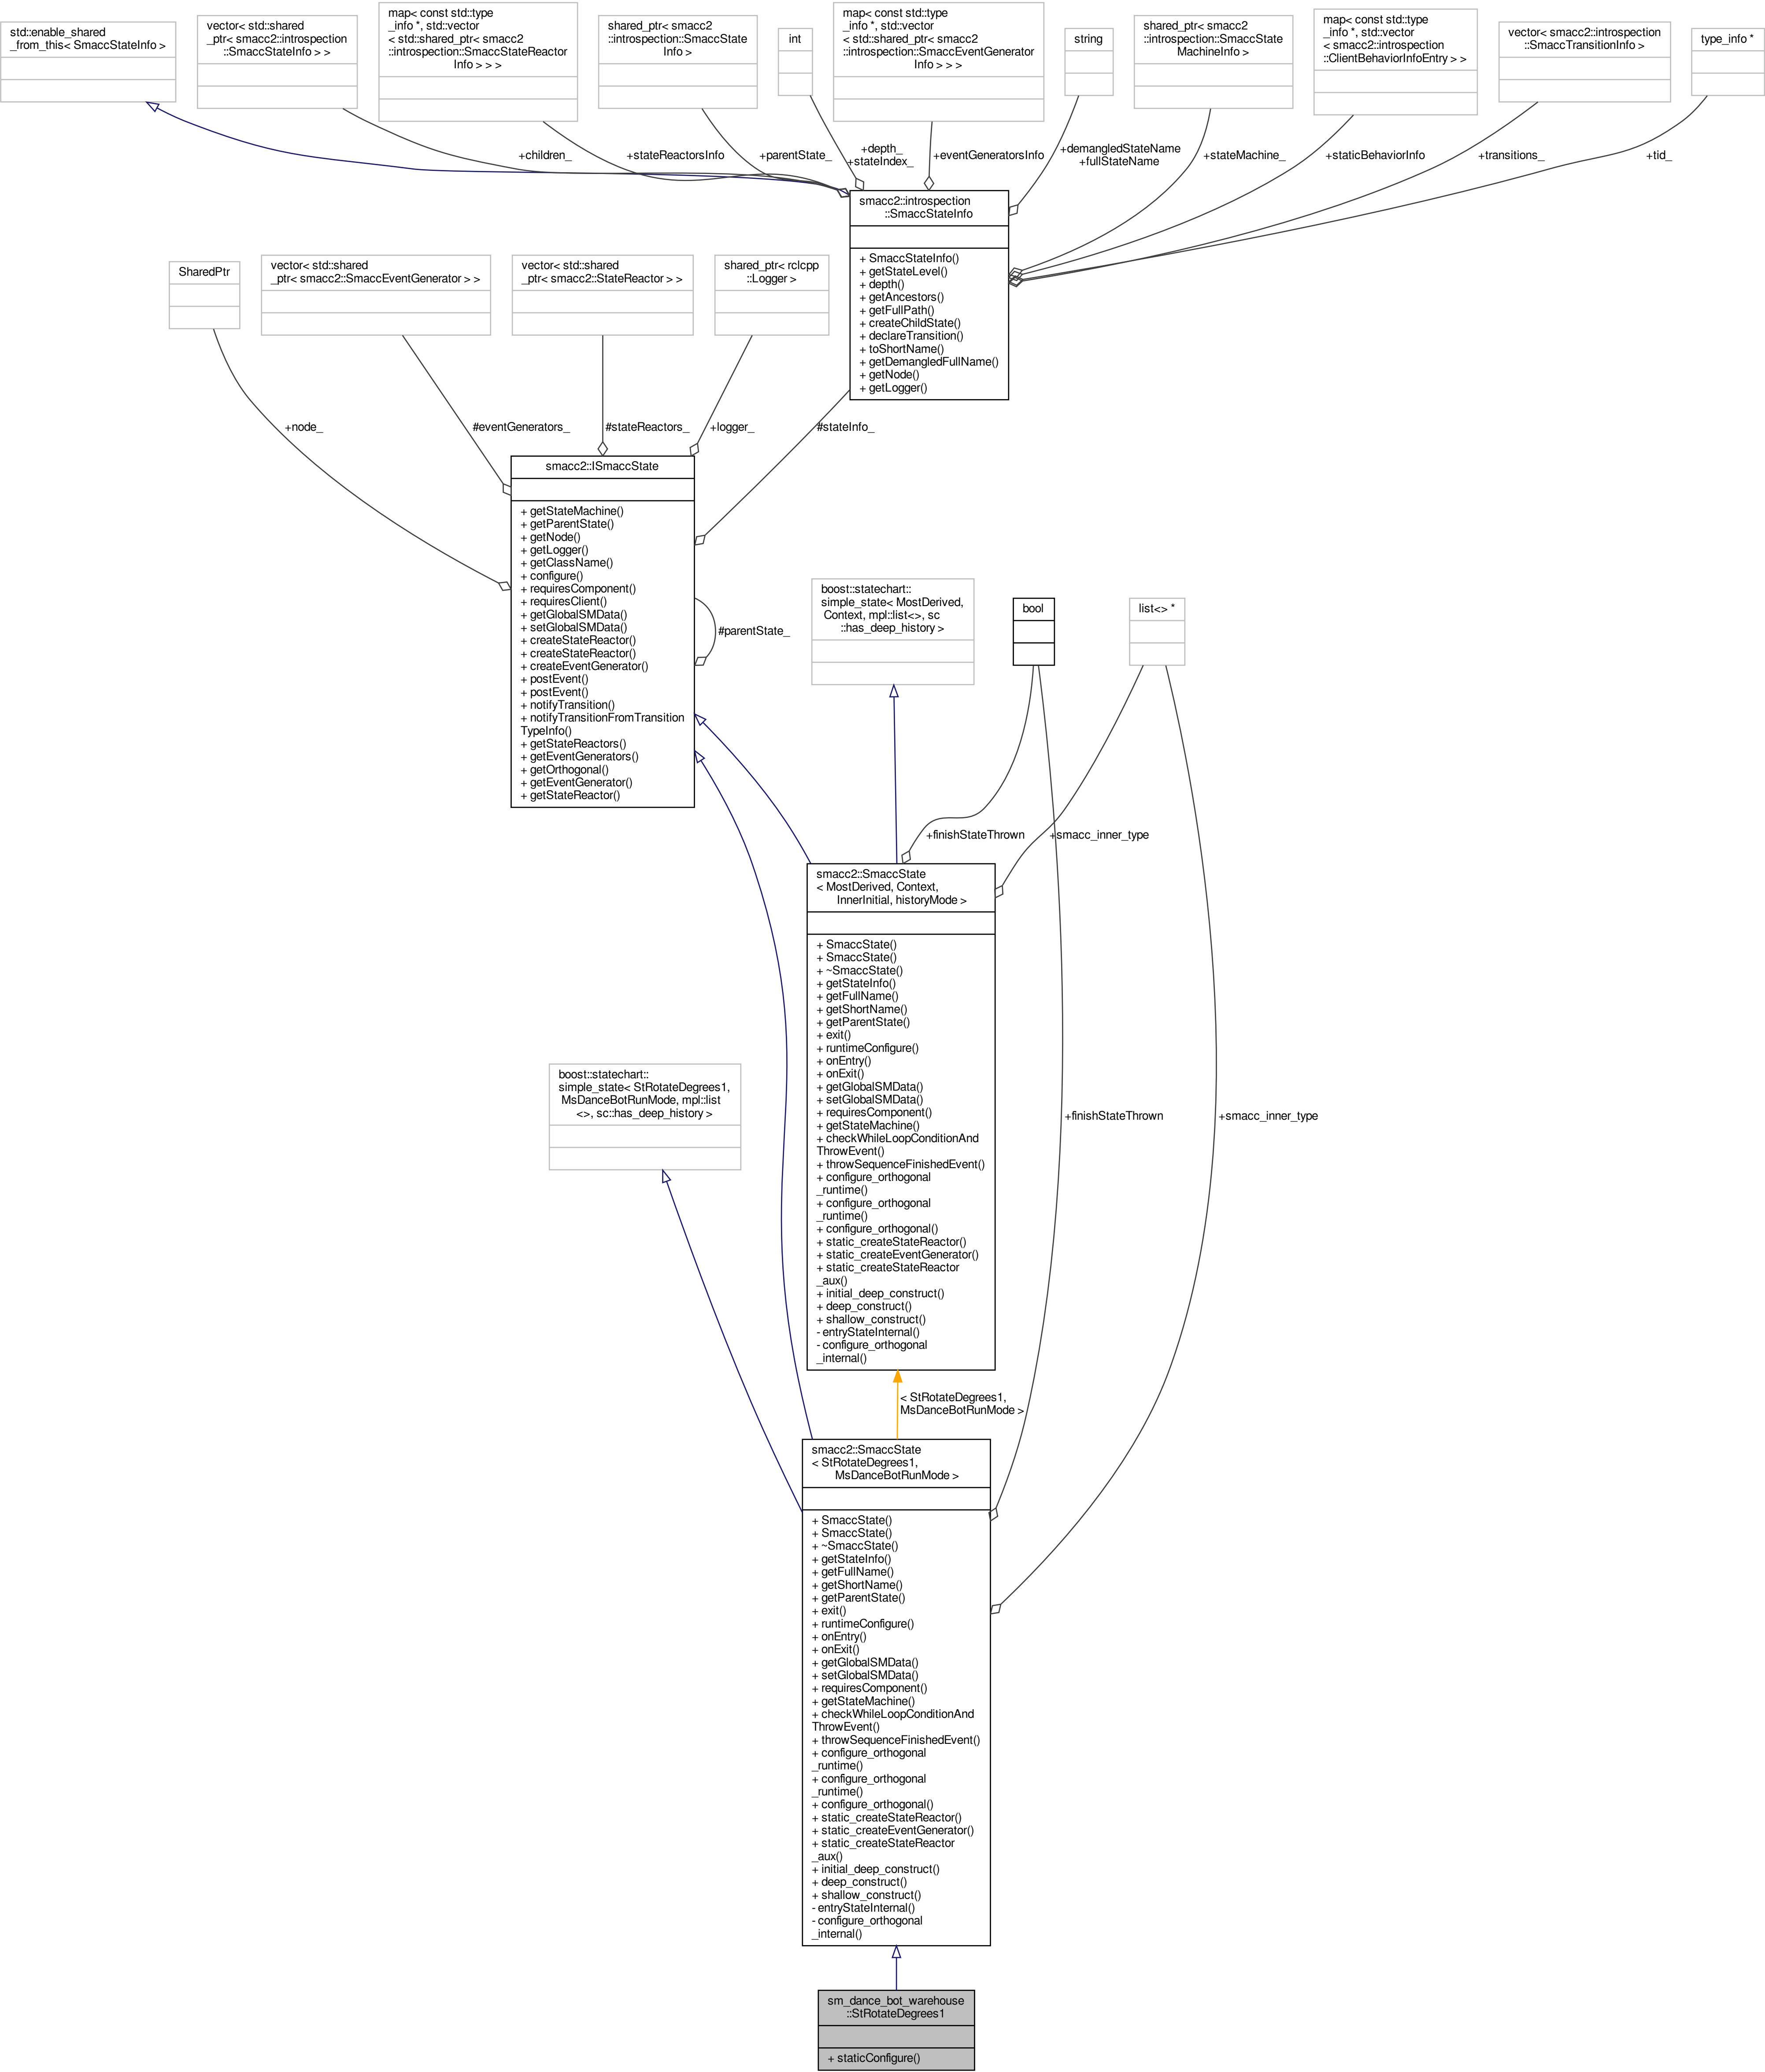 std::enable_shared
_from_this< SmaccStateInfo >
vector< std::shared
_ptr< smacc2::introspection
::SmaccStateInfo > >
map< const std::type
_info *, std::vector
< std::shared_ptr< smacc2
::introspection::SmaccStateReactor
Info > > >
shared_ptr< smacc2
::introspection::SmaccState
Info >
int
map< const std::type
_info *, std::vector
< std::shared_ptr< smacc2
::introspection::SmaccEventGenerator
Info > > >
string
shared_ptr< smacc2
::introspection::SmaccState
MachineInfo >
map< const std::type
_info *, std::vector
< smacc2::introspection
::ClientBehaviorInfoEntry > >
vector< smacc2::introspection
::SmaccTransitionInfo >
type_info *
+children_
+stateReactorsInfo
+parentState_
+depth_
+stateIndex_
+eventGeneratorsInfo
+demangledStateName
+fullStateName
+stateMachine_
+staticBehaviorInfo
+transitions_
+tid_
smacc2::introspection
::SmaccStateInfo
+ SmaccStateInfo()
+ getStateLevel()
+ depth()
+ getAncestors()
+ getFullPath()
+ createChildState()
+ declareTransition()
+ toShortName()
+ getDemangledFullName()
+ getNode()
+ getLogger()
SharedPtr
vector< std::shared
_ptr< smacc2::SmaccEventGenerator > >
vector< std::shared
_ptr< smacc2::StateReactor > >
shared_ptr< rclcpp
::Logger >
+node_
#eventGenerators_
#stateReactors_
+logger_
#stateInfo_
smacc2::ISmaccState
+ getStateMachine()
+ getParentState()
+ getNode()
+ getLogger()
+ getClassName()
+ configure()
+ requiresComponent()
+ requiresClient()
+ getGlobalSMData()
+ setGlobalSMData()
+ createStateReactor()
+ createStateReactor()
+ createEventGenerator()
+ postEvent()
+ postEvent()
+ notifyTransition()
+ notifyTransitionFromTransition
TypeInfo()
+ getStateReactors()
+ getEventGenerators()
+ getOrthogonal()
+ getEventGenerator()
+ getStateReactor()
#parentState_
boost::statechart::
simple_state< MostDerived,
Context, mpl::list<>, sc
::has_deep_history >
bool
list<> *
+finishStateThrown
+smacc_inner_type
smacc2::SmaccState
< MostDerived, Context,
InnerInitial, historyMode >
+ SmaccState()
+ SmaccState()
+ ~SmaccState()
+ getStateInfo()
+ getFullName()
+ getShortName()
+ getParentState()
+ exit()
+ runtimeConfigure()
+ onEntry()
+ onExit()
+ getGlobalSMData()
+ setGlobalSMData()
+ requiresComponent()
+ getStateMachine()
+ checkWhileLoopConditionAnd
ThrowEvent()
+ throwSequenceFinishedEvent()
+ configure_orthogonal
_runtime()
+ configure_orthogonal
_runtime()
+ configure_orthogonal()
+ static_createStateReactor()
+ static_createEventGenerator()
+ static_createStateReactor
_aux()
+ initial_deep_construct()
+ deep_construct()
+ shallow_construct()
- entryStateInternal()
- configure_orthogonal
_internal()
boost::statechart::
simple_state< StRotateDegrees1,
MsDanceBotRunMode, mpl::list
<>, sc::has_deep_history >
+finishStateThrown
+smacc_inner_type
< StRotateDegrees1,
MsDanceBotRunMode >
smacc2::SmaccState
< StRotateDegrees1,
MsDanceBotRunMode >
+ SmaccState()
+ SmaccState()
+ ~SmaccState()
+ getStateInfo()
+ getFullName()
+ getShortName()
+ getParentState()
+ exit()
+ runtimeConfigure()
+ onEntry()
+ onExit()
+ getGlobalSMData()
+ setGlobalSMData()
+ requiresComponent()
+ getStateMachine()
+ checkWhileLoopConditionAnd
ThrowEvent()
+ throwSequenceFinishedEvent()
+ configure_orthogonal
_runtime()
+ configure_orthogonal
_runtime()
+ configure_orthogonal()
+ static_createStateReactor()
+ static_createEventGenerator()
+ static_createStateReactor
_aux()
+ initial_deep_construct()
+ deep_construct()
+ shallow_construct()
- entryStateInternal()
- configure_orthogonal
_internal()
sm_dance_bot_warehouse
::StRotateDegrees1
+ staticConfigure()